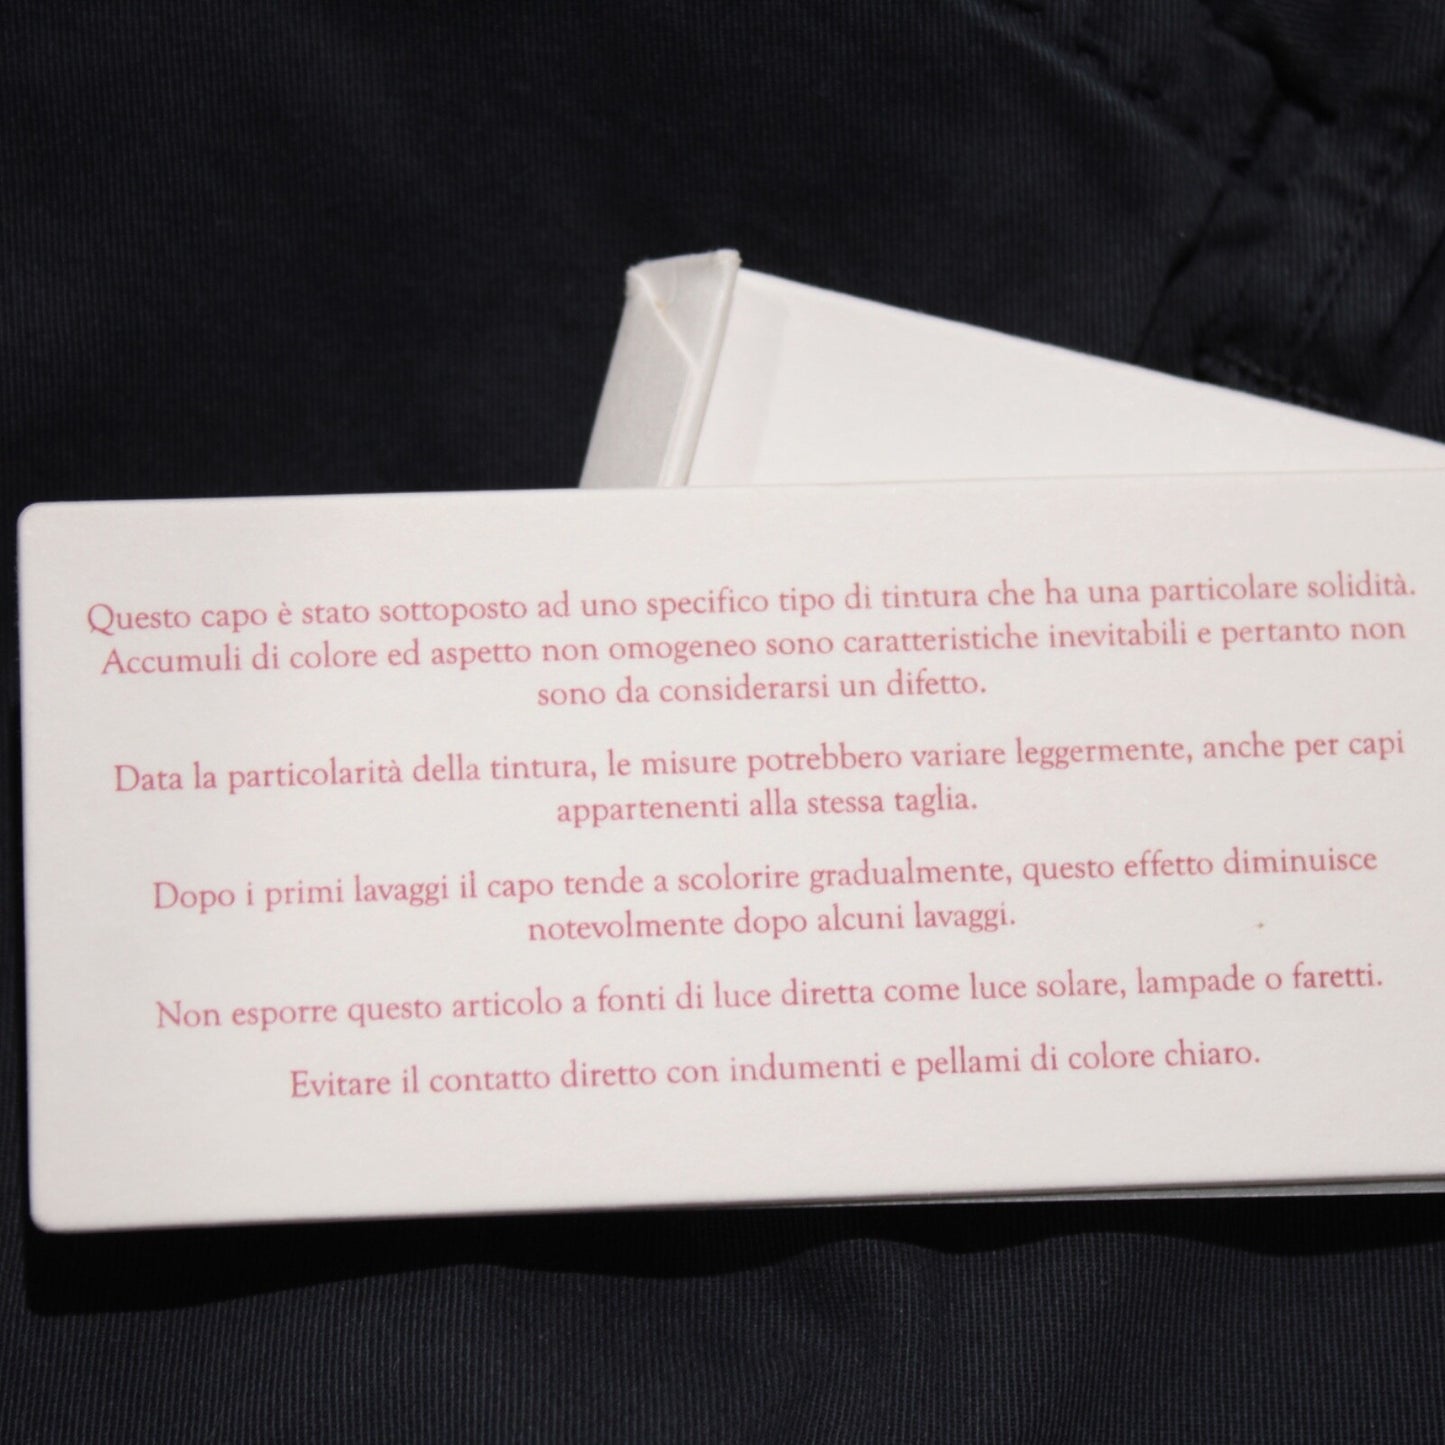 Questo capo è stato sottoposto ad uno specifico tipo di tintura che ha una particolare solidità.
Accumuli di colore ed aspetto non omogeneo sono caratteristiche inevitabili e pertanto non
sono da considerarsi un difetto.
Data la particolarità della tintura, le misure potrebbero variare leggermente, anche per capi
appartenenti alla stessa taglia.
Dopo i primi lavaggi il capo tende a scolorire gradualmente, questo effetto diminuisce
notevolmente dopo alcuni lavaggi.
Non esporre questo articolo a fonti di luce diretta come luce solare, lampade o faretti.
Evitare il contatto diretto con indumenti e pellami di colore chiaro.